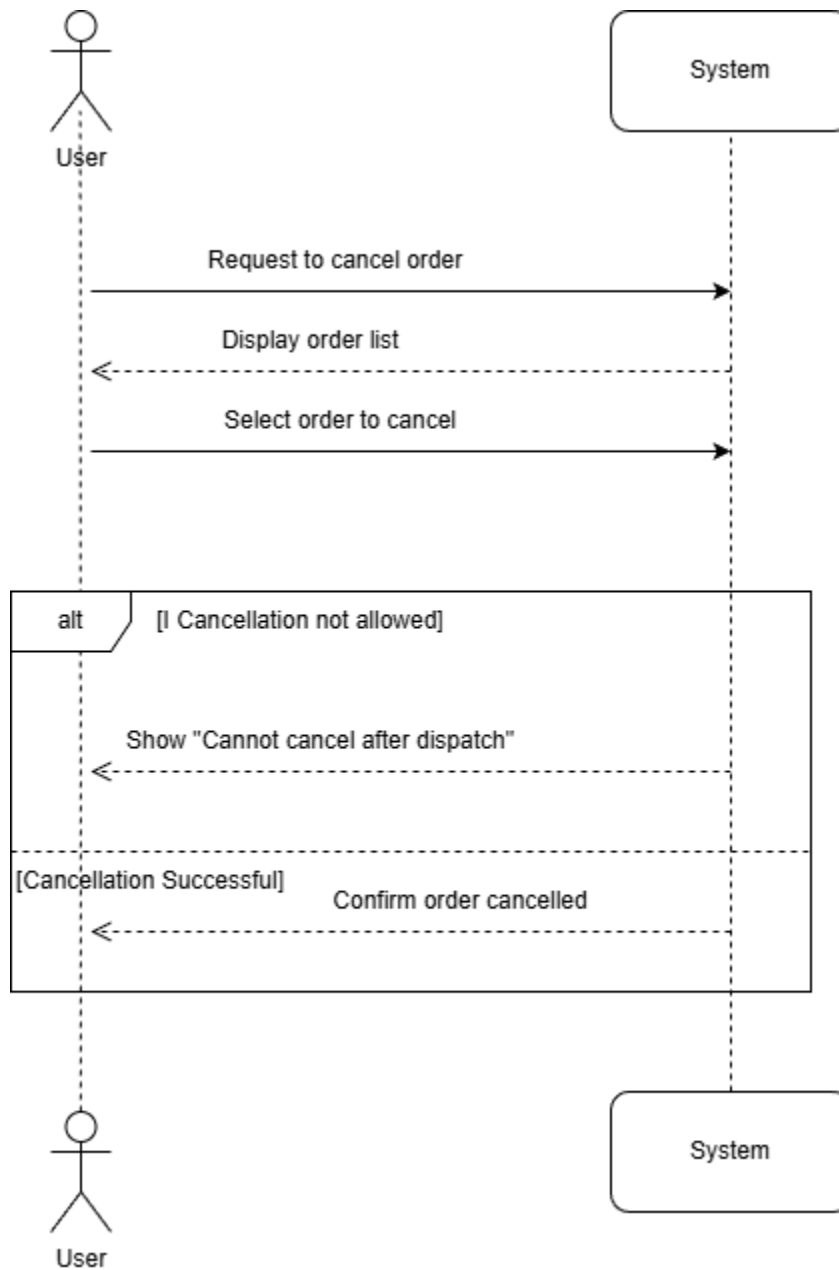 User
System
Request to cancel order
Display order list
Select order to cancel
alt
[I Cancellation not allowed]
Show "Cannot cancel after dispatch"
[Cancellation Successful]
Confirm order cancelled
User
System